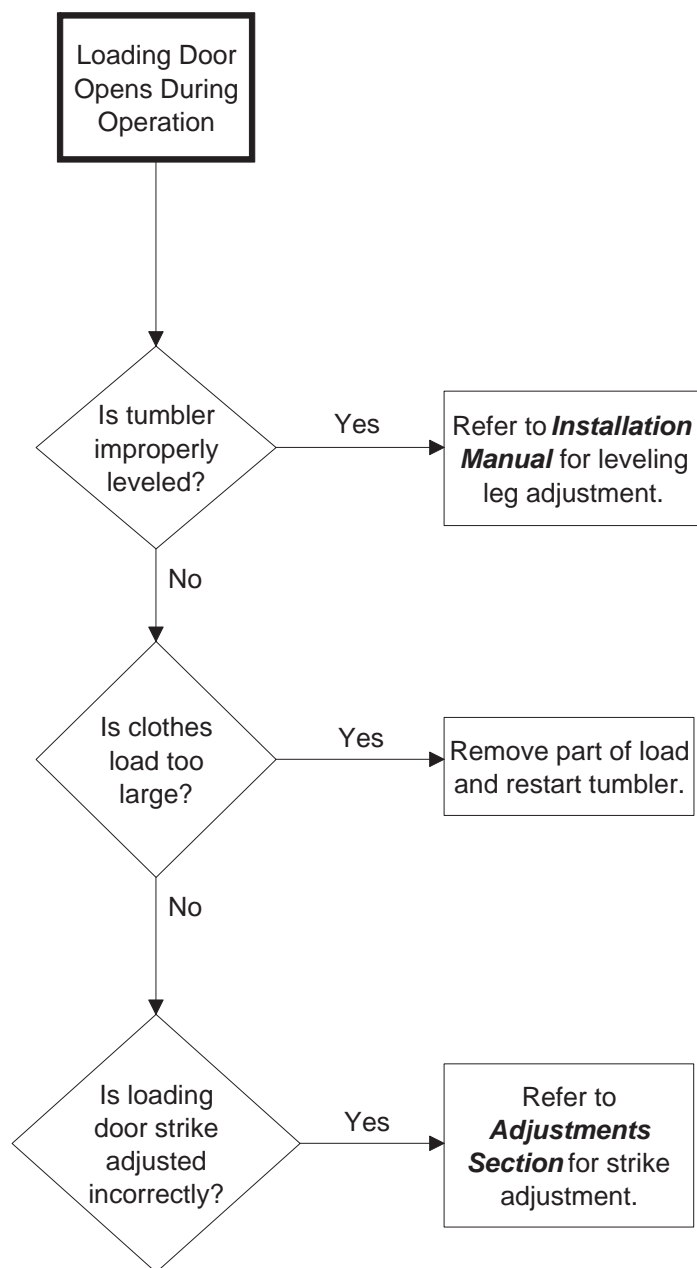 Loading Door
Opens During
Operation
Is tumbler
improperly
leveled?
Yes
Refer to Installation
Manual for leveling
leg adjustment.
No
Is clothes
load too
large?
Yes
Remove part of load
and restart tumbler.
No
Is loading
door strike
adjusted
incorrectly?
Yes
Refer to
Adjustments
Section for strike
adjustment.